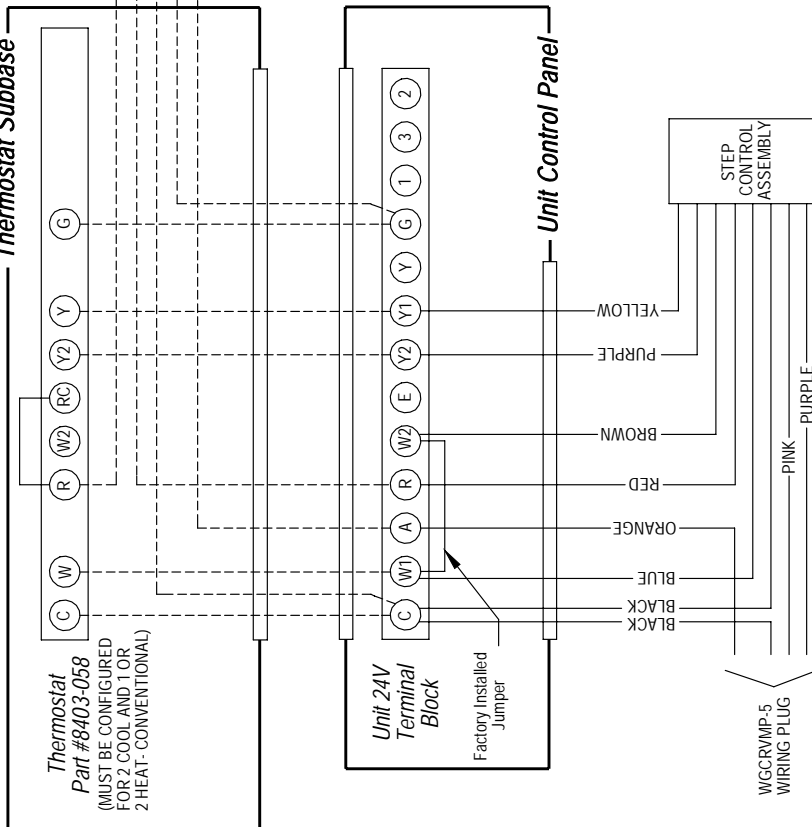 Thermostat Subbase
Thermostat
Part #8403-058
(MUST BE CONFIGURED
FOR 2 COOL AND 1 OR
2 HEAT- CONVENTIONAL)
C
W
R
W2
RC
Y2
Y
G
Unit Control Panel
Unit 24V
Terminal
Block
C
W1
A
R
W2
E
Y2
Y1
Y
G
1
3
2
Factory Installed
Jumper
BLACK
BLACK
BLUE
ORANGE
RED
BROWN
PURPLE
YELLOW
STEP
CONTROL
ASSEMBLY
PINK
PURPLE
WGCRVMP-5
WIRING PLUG